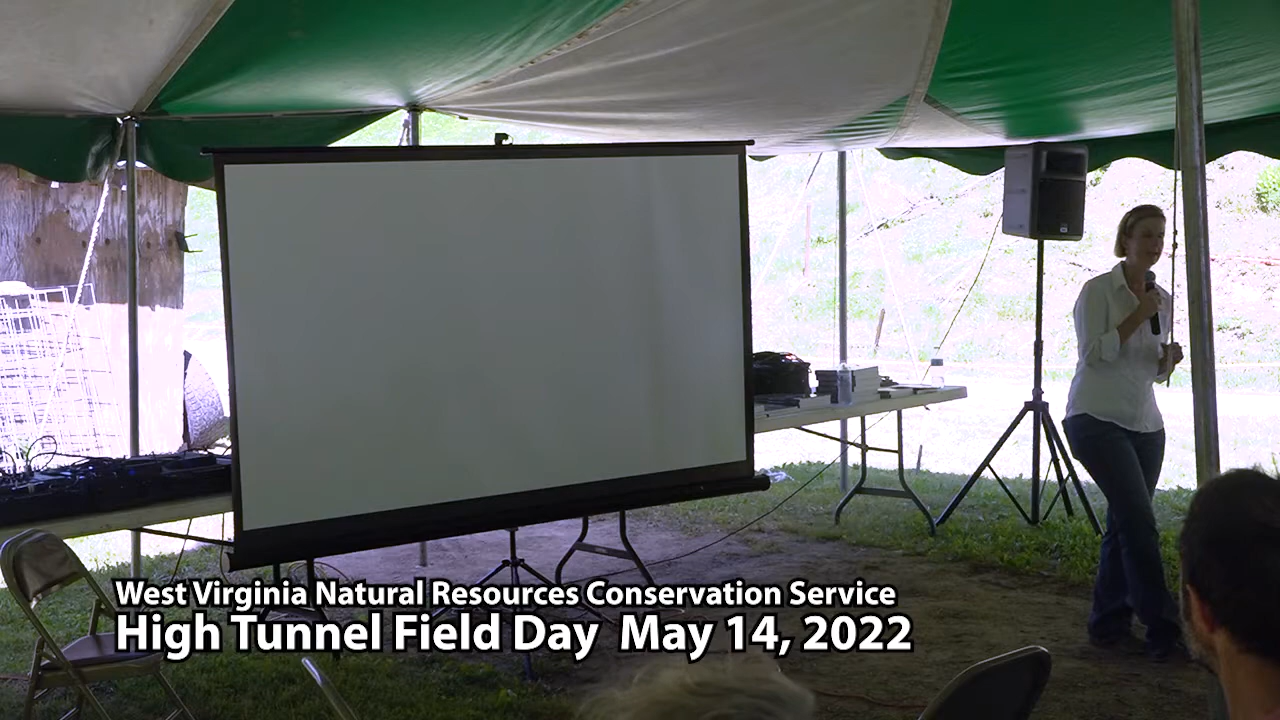 West Virginia Natural Resources Conservation Service
High Tunnel Field Day  May 14, 2022